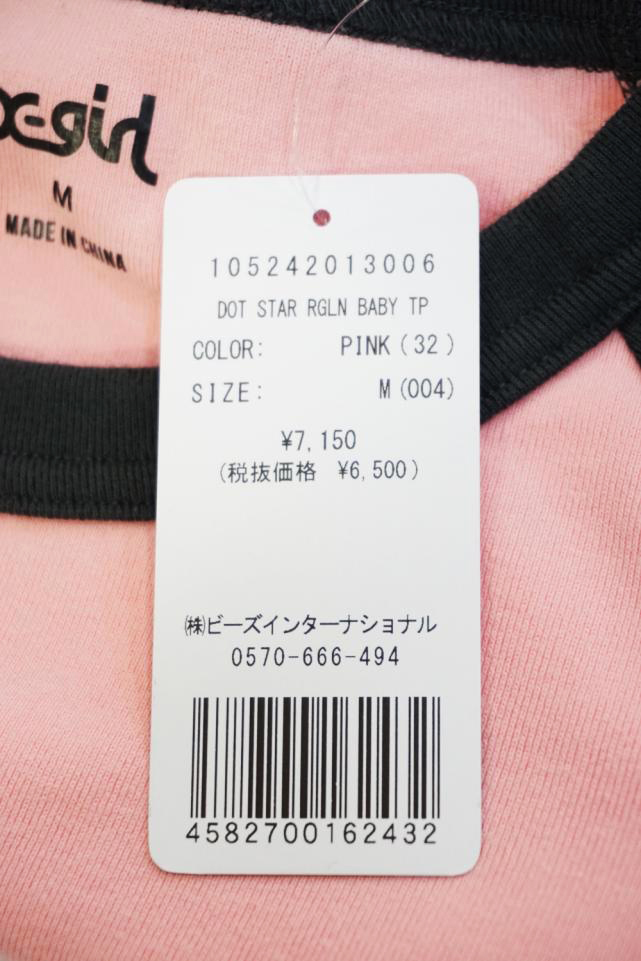 X-girl
M
MADE IN CHINA
105242013006
DOT STAR RGLN BABY TP
COLOR: PINK(32)
SIZE: M(004)
¥7,150
(税抜価格 ¥6,500)
㈱ビーズインターナショナル
0570-666-494
4582700162432